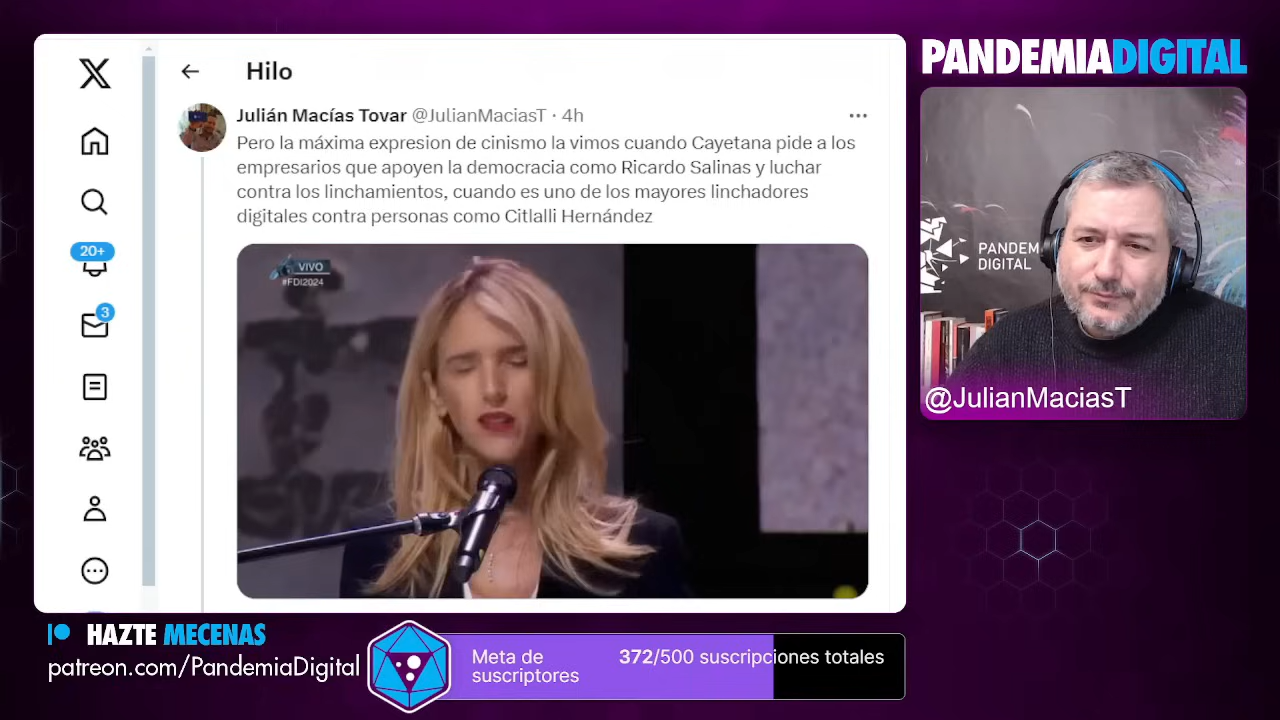 Hilo
Julián Macías Tovar @JulianMaciasT · 4h
Pero la máxima expresion de cinismo la vimos cuando Cayetana pide a los
empresarios que apoyen la democracia como Ricardo Salinas y luchar
contra los linchamientos, cuando es uno de los mayores linchadores
digitales contra personas como Citlalli Hernández
20+
3
VIVO
#FDI2024
PANDEMIADIGITAL
PANDEM
DIGITAL
@JulianMaciasT
HAZTE MECENAS
patreon.com/PandemiaDigital
Meta de
suscriptores
372/500 suscripciones totales